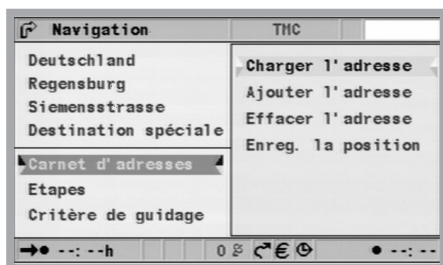 Navigation TMC
Deutschland
Regensburg
Siemensstrasse
Destination spéciale
Carnet d'adresses
Etapes
Critère de guidage
Charger l'adresse
Ajouter l'adresse
Effacer l'adresse
Enreg. la position
--:--h 0 € --:--